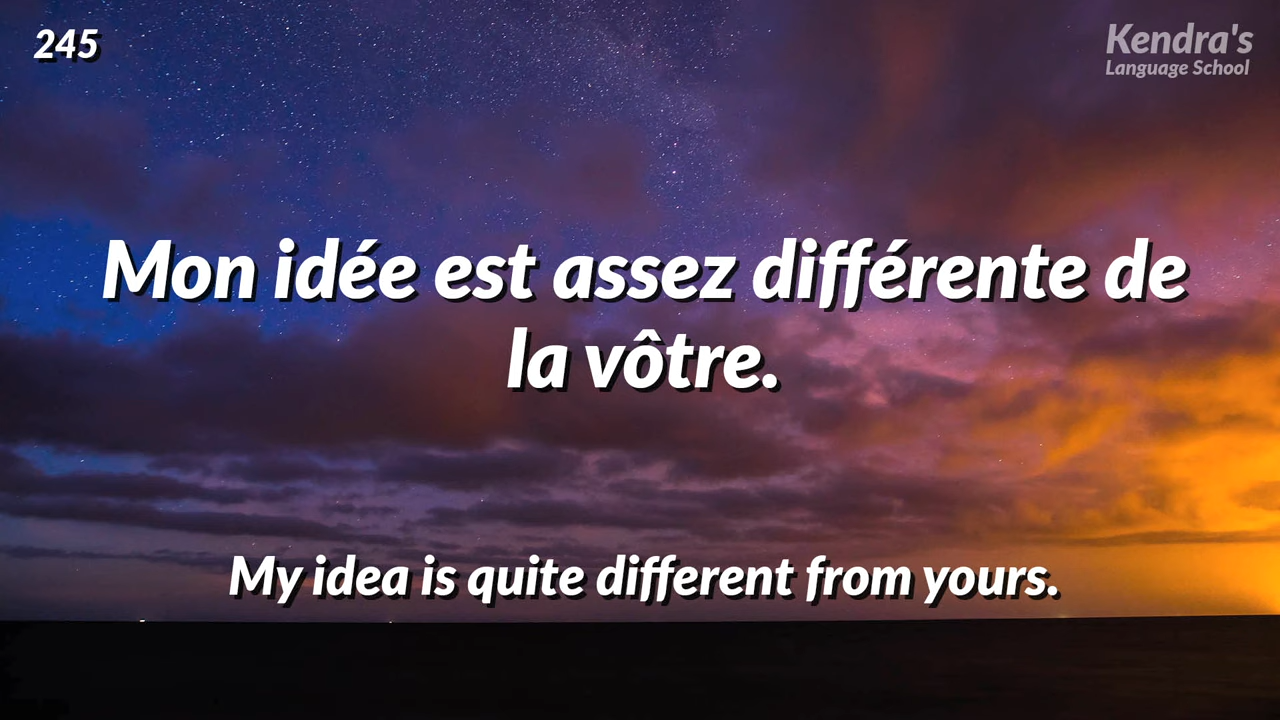 245
Kendra's
Language School
Mon idée est assez différente de
la vôtre.
My idea is quite different from yours.